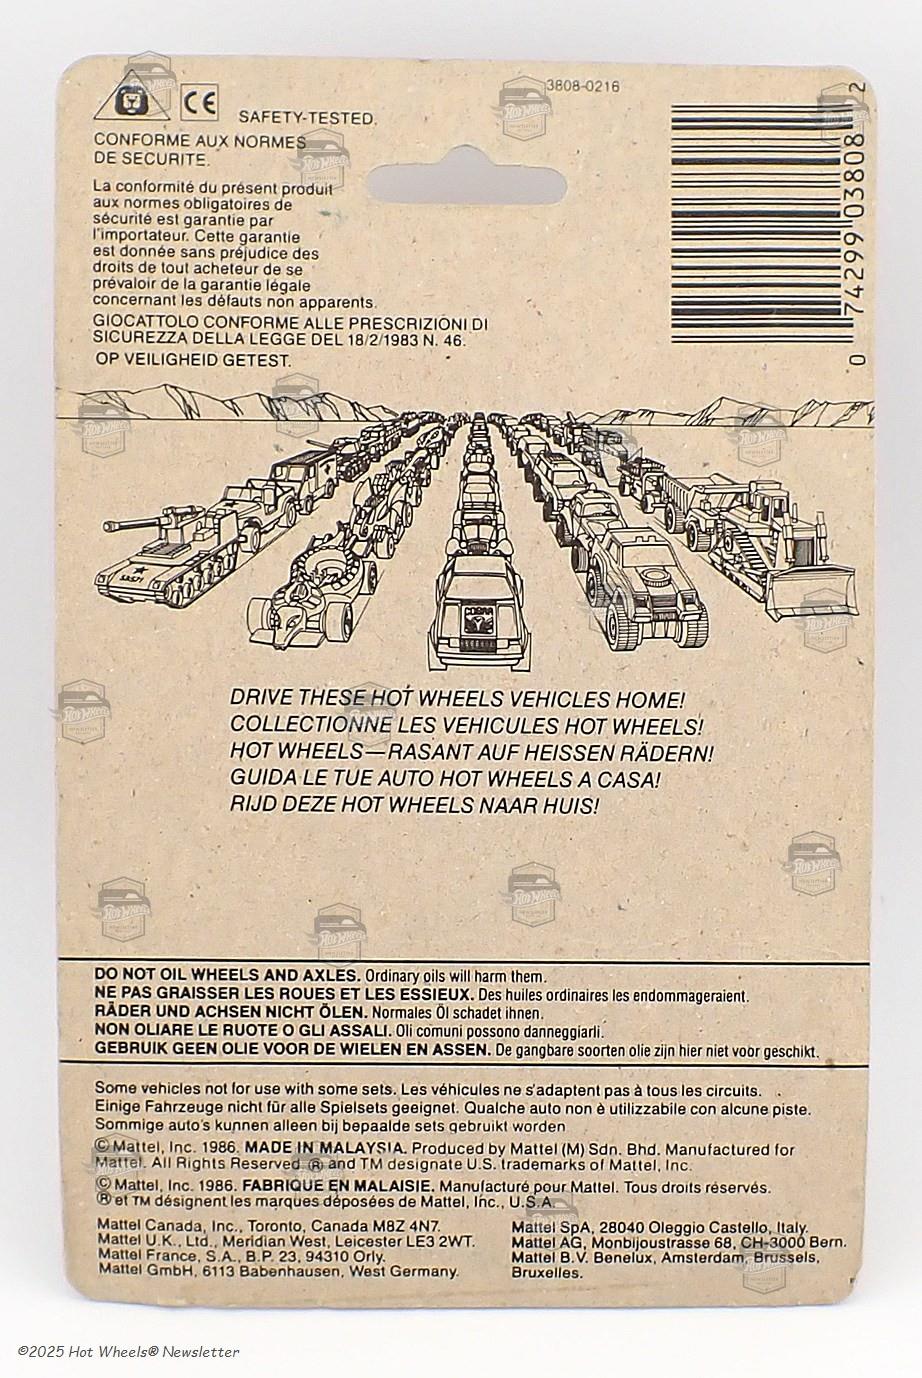 CE
SAFETY-TESTED.
3808-0216
CONFORME AUX NORMES
DE SECURITE.
La conformité du présent produit
aux normes obligatoires de
sécurité est garantie par
l'importateur. Cette garantie
est donnée sans préjudice des
droits de tout acheteur de se
prévaloir de la garantie légale
concernant les défauts non apparents.
GIOCATTOLO CONFORME ALLE PRESCRIZIONI DI
SICUREZZA DELLA LEGGE DEL 18/2/1983 N. 46.
OP VEILIGHEID GETEST.
0 74299 03808 2
COBRA
DRIVE THESE HOT WHEELS VEHICLES HOME!
COLLECTIONNE LES VEHICULES HOT WHEELS!
HOT WHEELS—RASANT AUF HEISSEN RÄDERN!
GUIDA LE TUE AUTO HOT WHEELS A CASA!
RIJD DEZE HOT WHEELS NAAR HUIS!
DO NOT OIL WHEELS AND AXLES. Ordinary oils will harm them.
NE PAS GRAISSER LES ROUES ET LES ESSIEUX. Des huiles ordinaires les endommageraient.
RÄDER UND ACHSEN NICHT ÖLEN. Normales Öl schadet ihnen.
NON OLIARE LE RUOTE O GLI ASSALI. Oli comuni possono danneggiarli.
GEBRUIK GEEN OLIE VOOR DE WIELEN EN ASSEN. De gangbare soorten olie zijn hier niet voor geschikt.
Some vehicles not for use with some sets. Les véhicules ne s'adaptent pas à tous les circuits.
Einige Fahrzeuge nicht für alle Spielsets geeignet. Qualche auto non è utilizzabile con alcune piste.
Sommige auto's kunnen alleen bij bepaalde sets gebruikt worden
© Mattel, Inc. 1986. MADE IN MALAYSIA. Produced by Mattel (M) Sdn. Bhd. Manufactured for
Mattel. All Rights Reserved. ® and TM designate U.S. trademarks of Mattel, Inc.
© Mattel, Inc. 1986. FABRIQUE EN MALAISIE. Manufacturé pour Mattel. Tous droits réservés.
® et TM désignent les marques déposées de Mattel, Inc., U.S.A.
Mattel Canada, Inc., Toronto, Canada M8Z 4N7.
Mattel U.K., Ltd., Meridian West, Leicester LE3 2WT.
Mattel France, S.A., B.P. 23, 94310 Orly.
Mattel GmbH, 6113 Babenhausen, West Germany.
Mattel SpA, 28040 Oleggio Castello, Italy.
Mattel AG, Monbijoustrasse 68, CH-3000 Bern.
Mattel B.V. Benelux, Amsterdam, Brussels,
Bruxelles.
©2025 Hot Wheels® Newsletter